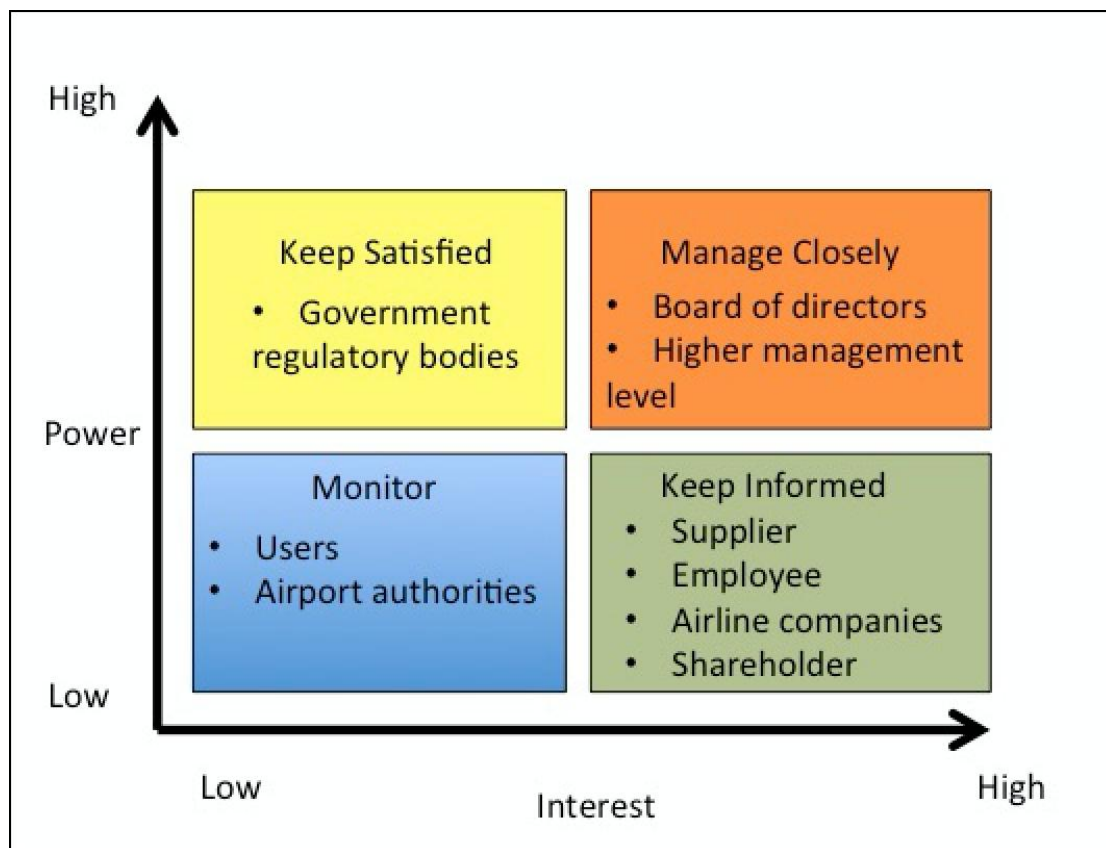 High
Keep Satisfied
• Government
regulatory bodies
Manage Closely
• Board of directors
• Higher management
level
Power
Monitor
• Users
• Airport authorities
Keep Informed
• Supplier
• Employee
• Airline companies
• Shareholder
Low
Low
Interest
High